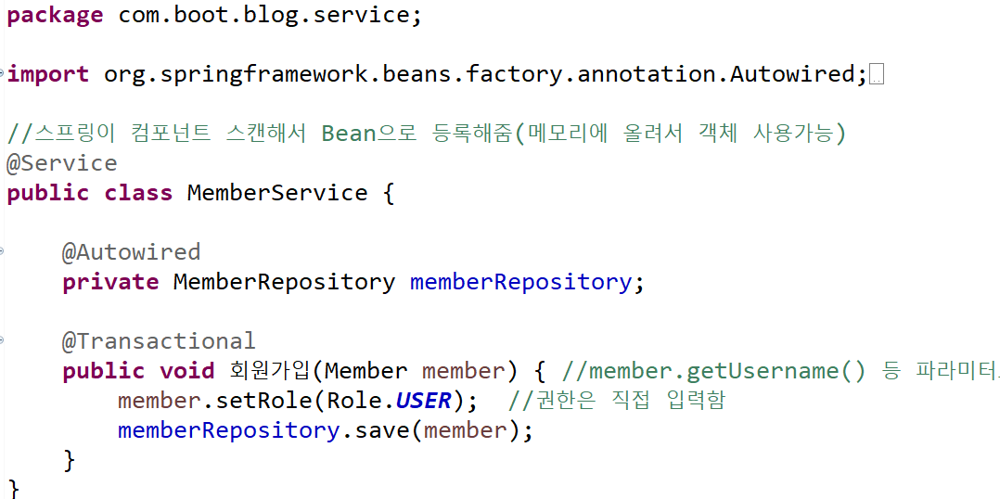 package com.boot.blog.service;
import org.springframework.beans.factory.annotation.Autowired;
//스프링이 컴포넌트 스캔해서 Bean으로 등록해줌(메모리에 올려서 객체 사용가능)
@Service
public class MemberService {
@Autowired
private MemberRepository memberRepository;
@Transactional
public void 회원가입(Member member) { //member.getUsername() 등 파라미터
member.setRole(Role.USER); //권한은 직접 입력함
memberRepository.save(member);
}
}